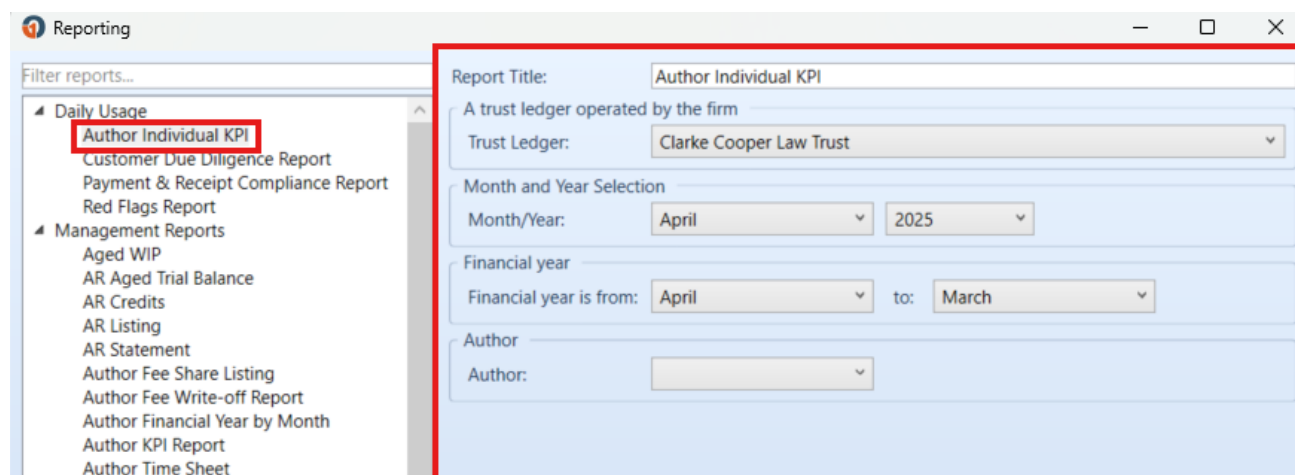 Reporting
Filter reports...
Daily Usage
Author Individual KPI
Customer Due Diligence Report
Payment & Receipt Compliance Report
Red Flags Report
Management Reports
Aged WIP
AR Aged Trial Balance
AR Credits
AR Listing
AR Statement
Author Fee Share Listing
Author Fee Write-off Report
Author Financial Year by Month
Author KPI Report
Author Time Sheet
Report Title: Author Individual KPI
A trust ledger operated by the firm
Trust Ledger: Clarke Cooper Law Trust
Month and Year Selection
Month/Year: April 2025
Financial year
Financial year is from: April to: March
Author
Author: